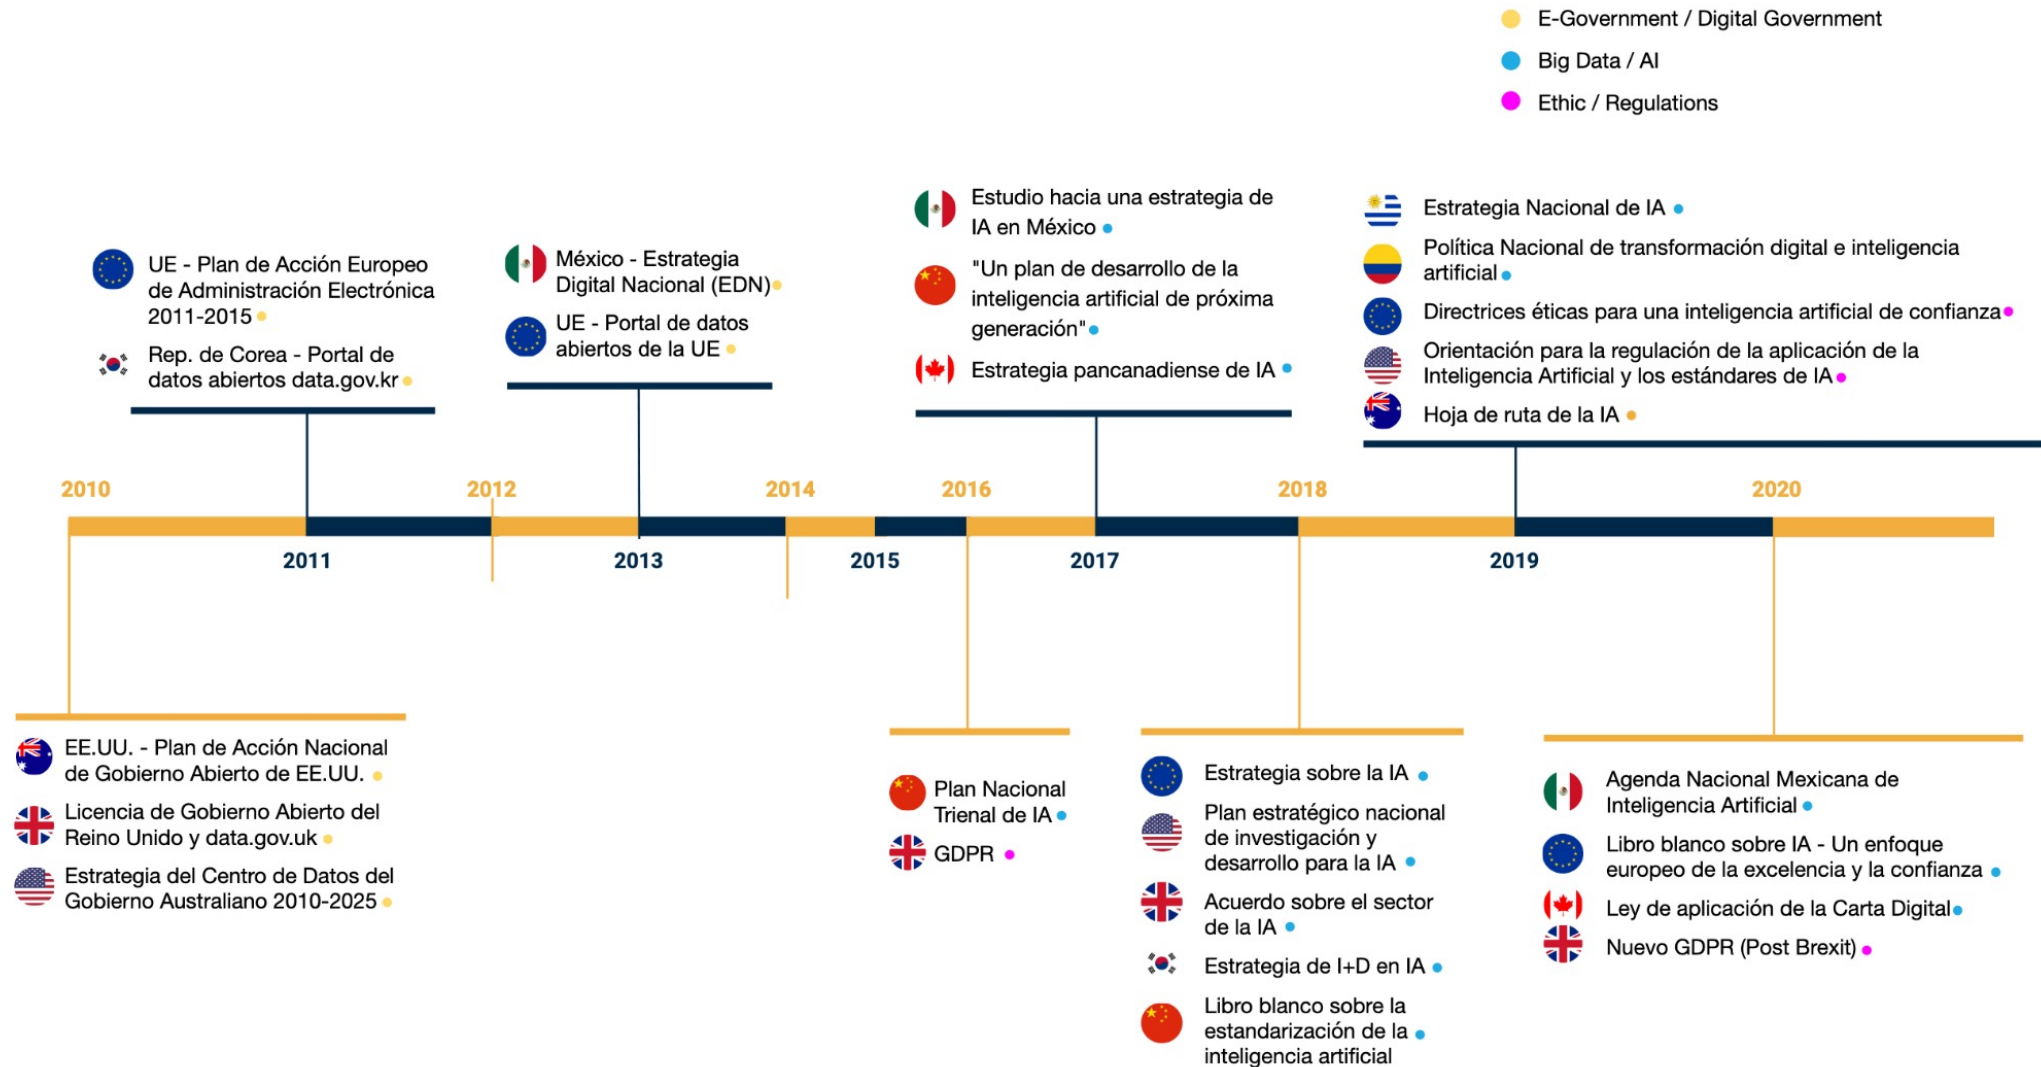 E-Government / Digital Government
Big Data / AI
Ethic / Regulations
UE - Plan de Acción Europeo
de Administración Electrónica
2011-2015
Rep. de Corea - Portal de
datos abiertos data.gov.kr
México - Estrategia
Digital Nacional (EDN)
UE - Portal de datos
abiertos de la UE
Estudio hacia una estrategia de
IA en México
"Un plan de desarrollo de la
inteligencia artificial de próxima
generación"
Estrategia pancanadiense de IA
Estrategia Nacional de IA
Política Nacional de transformación digital e inteligencia
artificial
Directrices éticas para una inteligencia artificial de confianza
Orientación para la regulación de la aplicación de la
Inteligencia Artificial y los estándares de IA
Hoja de ruta de la IA
2010
2012
2014
2016
2018
2020
2011
2013
2015
2017
2019
EE.UU. - Plan de Acción Nacional
de Gobierno Abierto de EE.UU.
Licencia de Gobierno Abierto del
Reino Unido y data.gov.uk
Estrategia del Centro de Datos del
Gobierno Australiano 2010-2025
Plan Nacional
Trienal de IA
GDPR
Estrategia sobre la IA
Plan estratégico nacional
de investigación y
desarrollo para la IA
Acuerdo sobre el sector
de la IA
Estrategia de I+D en IA
Libro blanco sobre la
estandarización de la
inteligencia artificial
Agenda Nacional Mexicana de
Inteligencia Artificial
Libro blanco sobre IA - Un enfoque
europeo de la excelencia y la confianza
Ley de aplicación de la Carta Digital
Nuevo GDPR (Post Brexit)